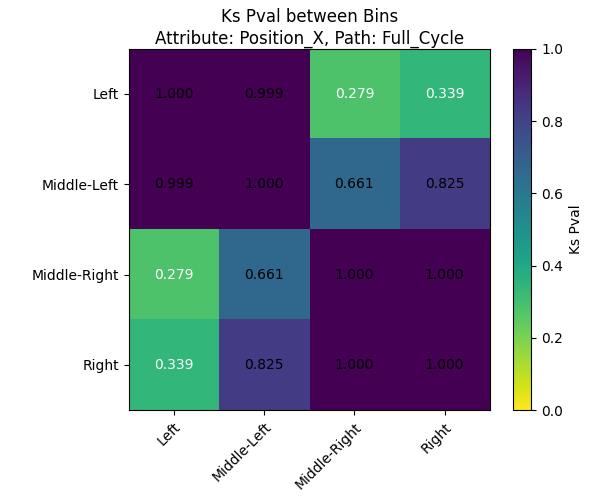 Ks Pval between Bins
Attribute: Position_X, Path: Full_Cycle
Left 1.000 0.999 0.279 0.339
Middle-Left 0.999 1.000 0.661 0.825
Middle-Right 0.279 0.661 1.000 1.000
Right 0.339 0.825 1.000 1.000
Left Middle-Left Middle-Right Right
1.0
0.8
0.6
0.4
0.2
0.0
Ks Pval